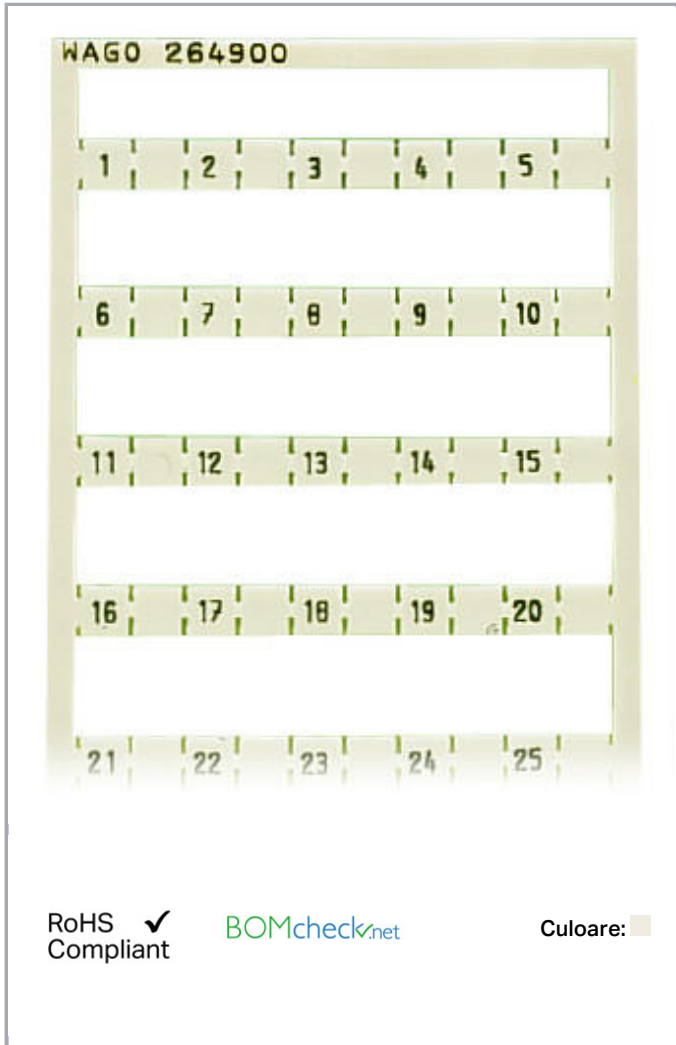 WAGO 264900
1 2 3 4 5
6 7 8 9 10
11 12 13 14 15
16 17 18 19 20
21 22 23 24 25
RoHS ✓
Compliant
BOMcheck.net
Culoare: